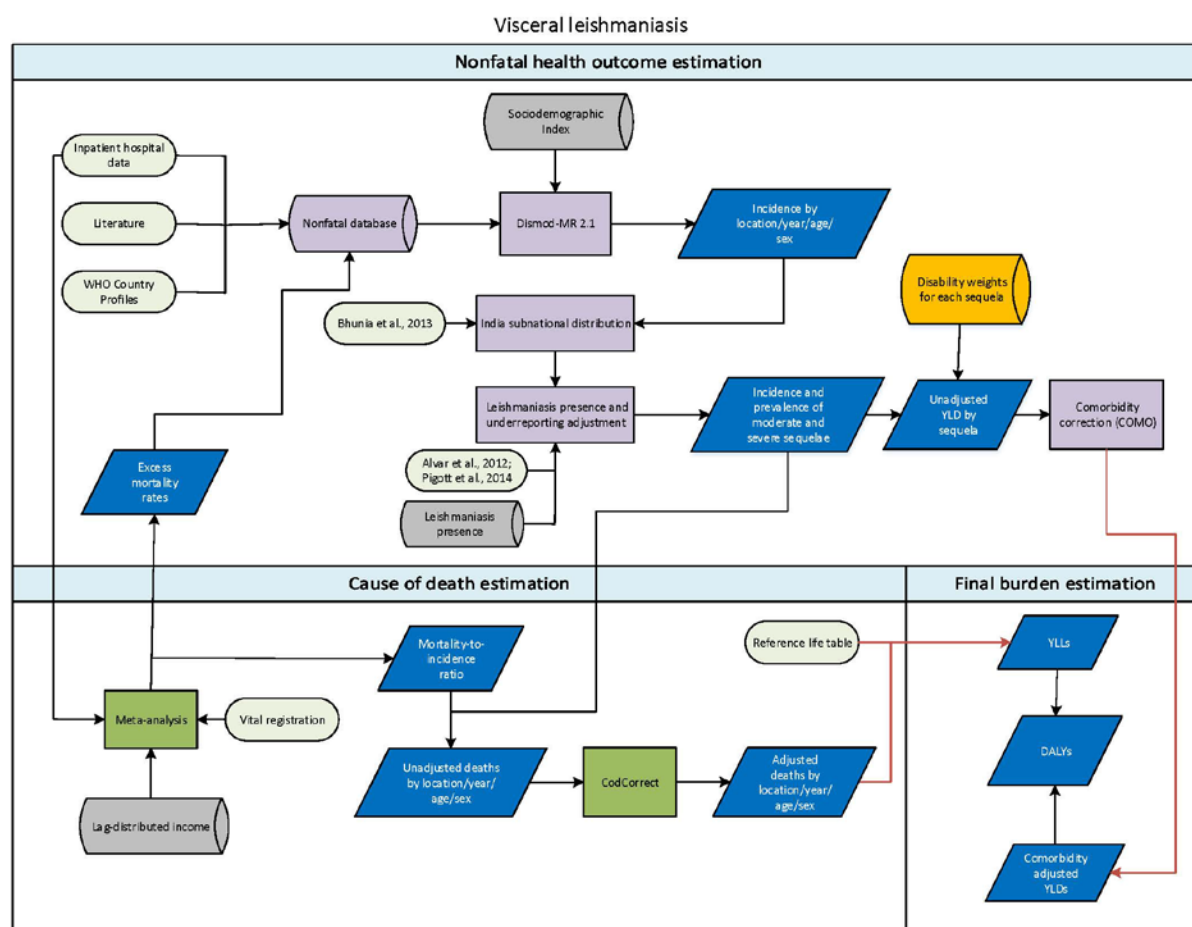 Visceral leishmaniasis
Nonfatal health outcome estimation
Sociodemographic
Index
Inpatient hospital
data
Literature
WHO Country
Profiles
Nonfatal database
Dismod-MR 2.1
Incidence by
location/year/age/
sex
Disability weights
for each sequela
Bhunia et al., 2013
India subnational distribution
Leishmaniasis presence and
underreporting adjustment
Incidence and
prevalence of
moderate and
severe sequelae
Unadjusted
YLD by
sequela
Comorbidity
correction (COMO)
Alvar et al., 2012;
Pigott et al., 2014
Excess
mortality
rates
Leishmaniasis
presence
Cause of death estimation
Final burden estimation
Mortality-to-
incidence
ratio
Reference life table
YLLs
Meta-analysis
Vital registration
DALYs
Unadjusted deaths
by location/year/
age/sex
CodCorrect
Adjusted
deaths by
location/year/
age/sex
Lag-distributed income
Comorbidity
adjusted
YLDs